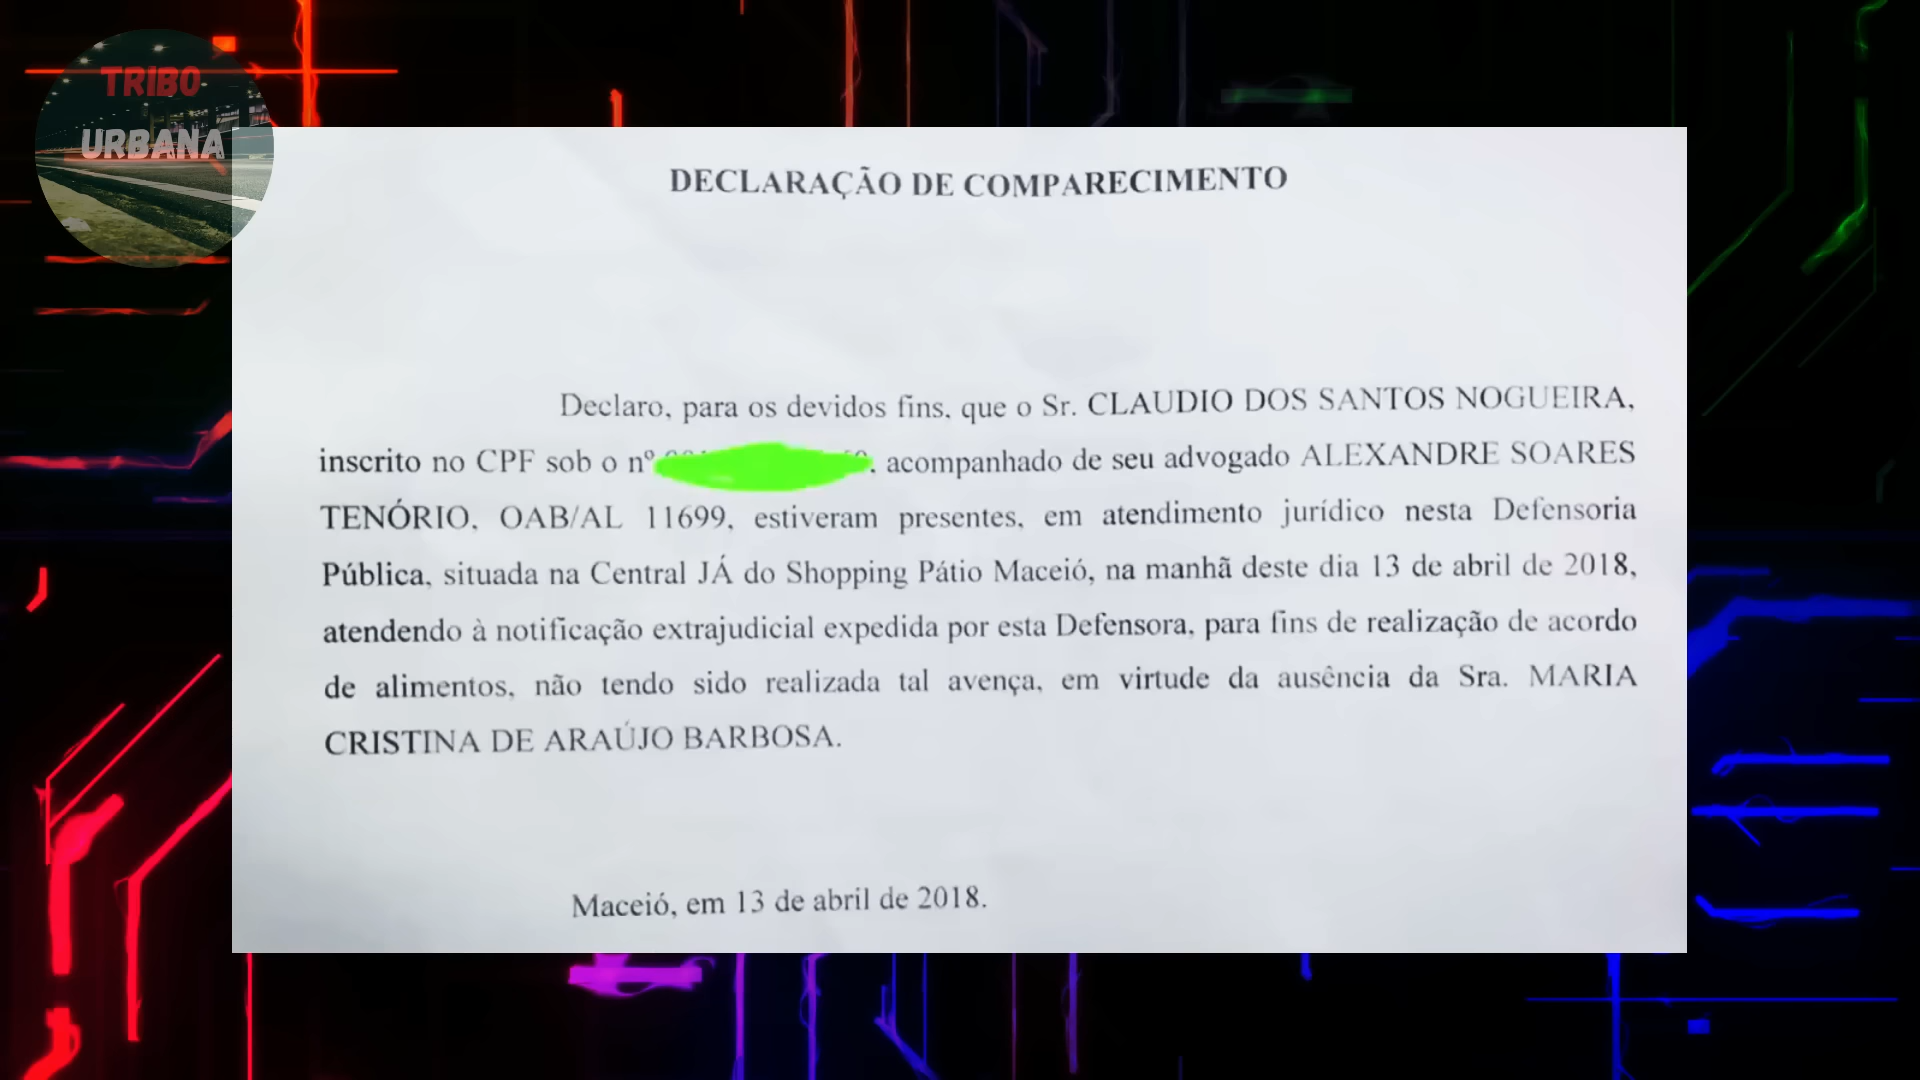 TRIBO
URBANA
DECLARAÇÃO DE COMPARECIMENTO
Declaro, para os devidos fins, que o Sr. CLAUDIO DOS SANTOS NOGUEIRA,
inscrito no CPF sob o nº , acompanhado de seu advogado ALEXANDRE SOARES
TENÓRIO, OAB/AL 11699, estiveram presentes, em atendimento jurídico nesta Defensoria
Pública, situada na Central JÁ do Shopping Pátio Maceió, na manhã deste dia 13 de abril de 2018,
atendendo à notificação extrajudicial expedida por esta Defensora, para fins de realização de acordo
de alimentos, não tendo sido realizada tal avença, em virtude da ausência da Sra. MARIA
CRISTINA DE ARAÚJO BARBOSA.
Maceió, em 13 de abril de 2018.